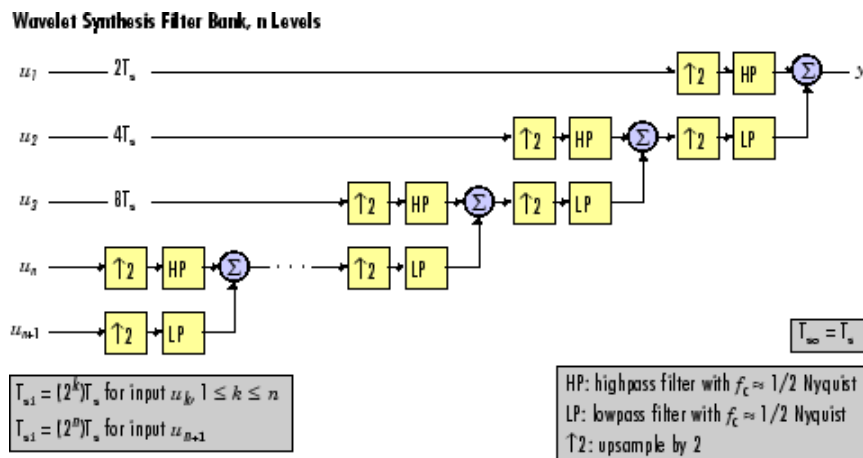 Wavelet Synthesis Filter Bank, n Levels
u₁ 2Tₛ ↑2 HP Σ y
u₂ 4Tₛ ↑2 HP Σ ↑2 LP
u₃ 8Tₛ ↑2 HP Σ ↑2 LP
uₙ ↑2 HP Σ . . . ↑2 LP
uₙ₊₁ ↑2 LP
Tₛₒ = Tₛ
Tₛᵢ = (2ᵏ)Tₛ for input uₖ, 1 ≤ k ≤ n
Tₛᵢ = (2ⁿ)Tₛ for input uₙ₊₁
HP: highpass filter with f_c ≈ 1/2 Nyquist
LP: lowpass filter with f_c ≈ 1/2 Nyquist
↑2: upsample by 2